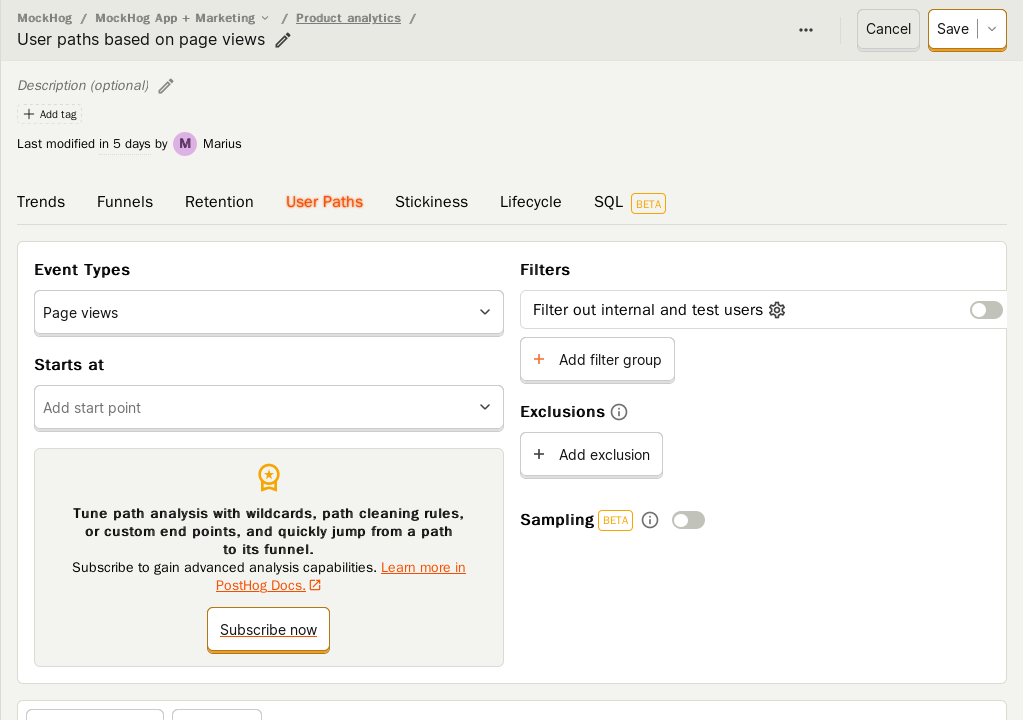 MockHog / MockHog App + Marketing / Product analytics /
User paths based on page views
Cancel
Save
Description (optional)
Add tag
Last modified in 5 days by M Marius
Trends Funnels Retention User Paths Stickiness Lifecycle SQL BETA
Event Types
Page views
Starts at
Add start point
Tune path analysis with wildcards, path cleaning rules,
or custom end points, and quickly jump from a path
to its funnel.
Subscribe to gain advanced analysis capabilities. Learn more in
PostHog Docs.
Subscribe now
Filters
Filter out internal and test users
Add filter group
Exclusions
Add exclusion
Sampling BETA